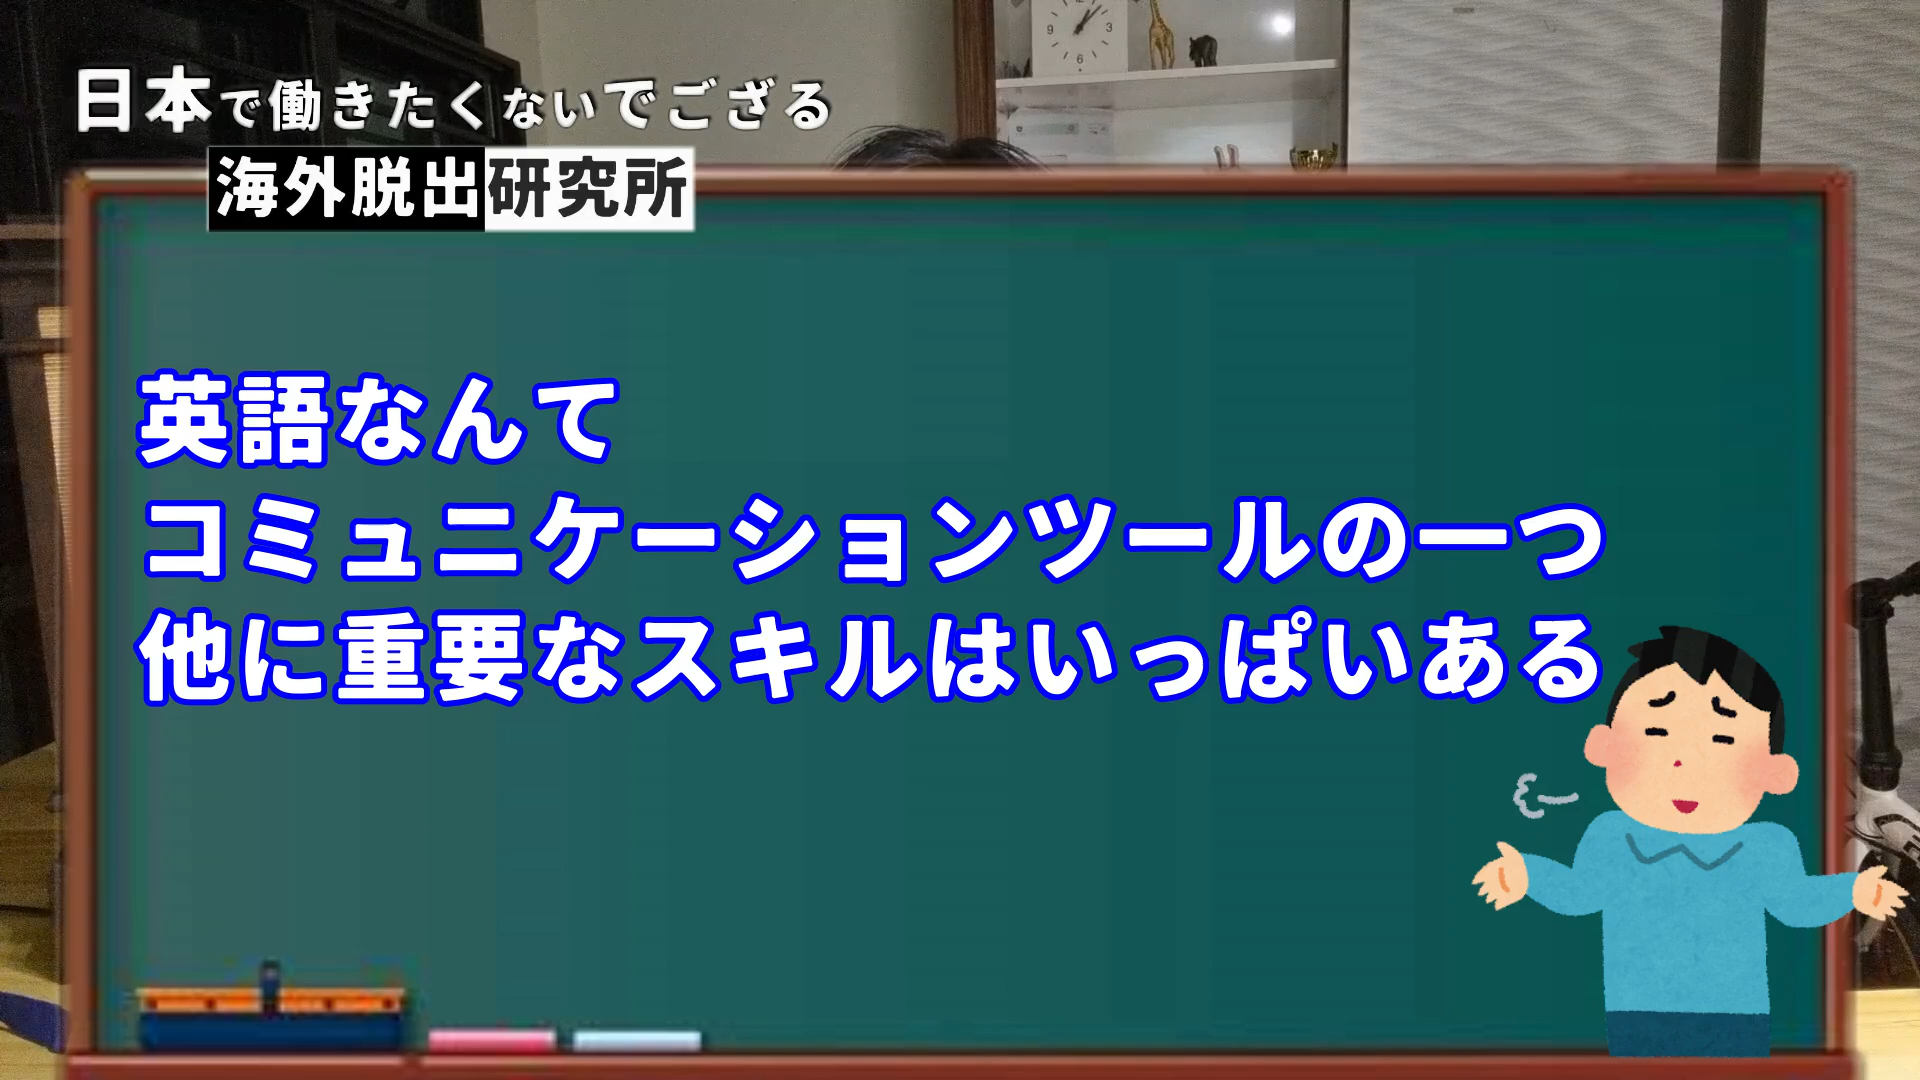 日本で働きたくないでござる
海外脱出研究所
英語なんて
コミュニケーションツールの一つ
他に重要なスキルはいっぱいある